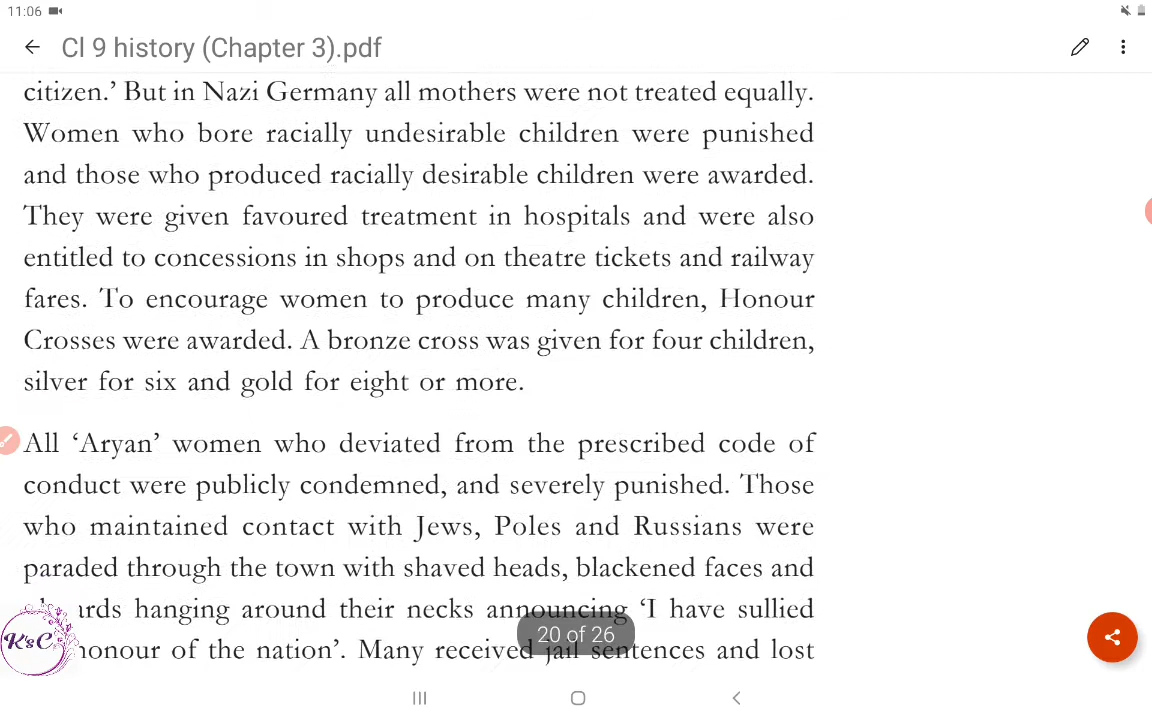 11:06
Cl 9 history (Chapter 3).pdf
citizen.’ But in Nazi Germany all mothers were not treated equally.
Women who bore racially undesirable children were punished
and those who produced racially desirable children were awarded.
They were given favoured treatment in hospitals and were also
entitled to concessions in shops and on theatre tickets and railway
fares. To encourage women to produce many children, Honour
Crosses were awarded. A bronze cross was given for four children,
silver for six and gold for eight or more.
All ‘Aryan’ women who deviated from the prescribed code of
conduct were publicly condemned, and severely punished. Those
who maintained contact with Jews, Poles and Russians were
paraded through the town with shaved heads, blackened faces and
hanging around their necks announcing ‘I have sullied
honour of the nation’. Many received jail sentences and lost
20 of 26
K's C